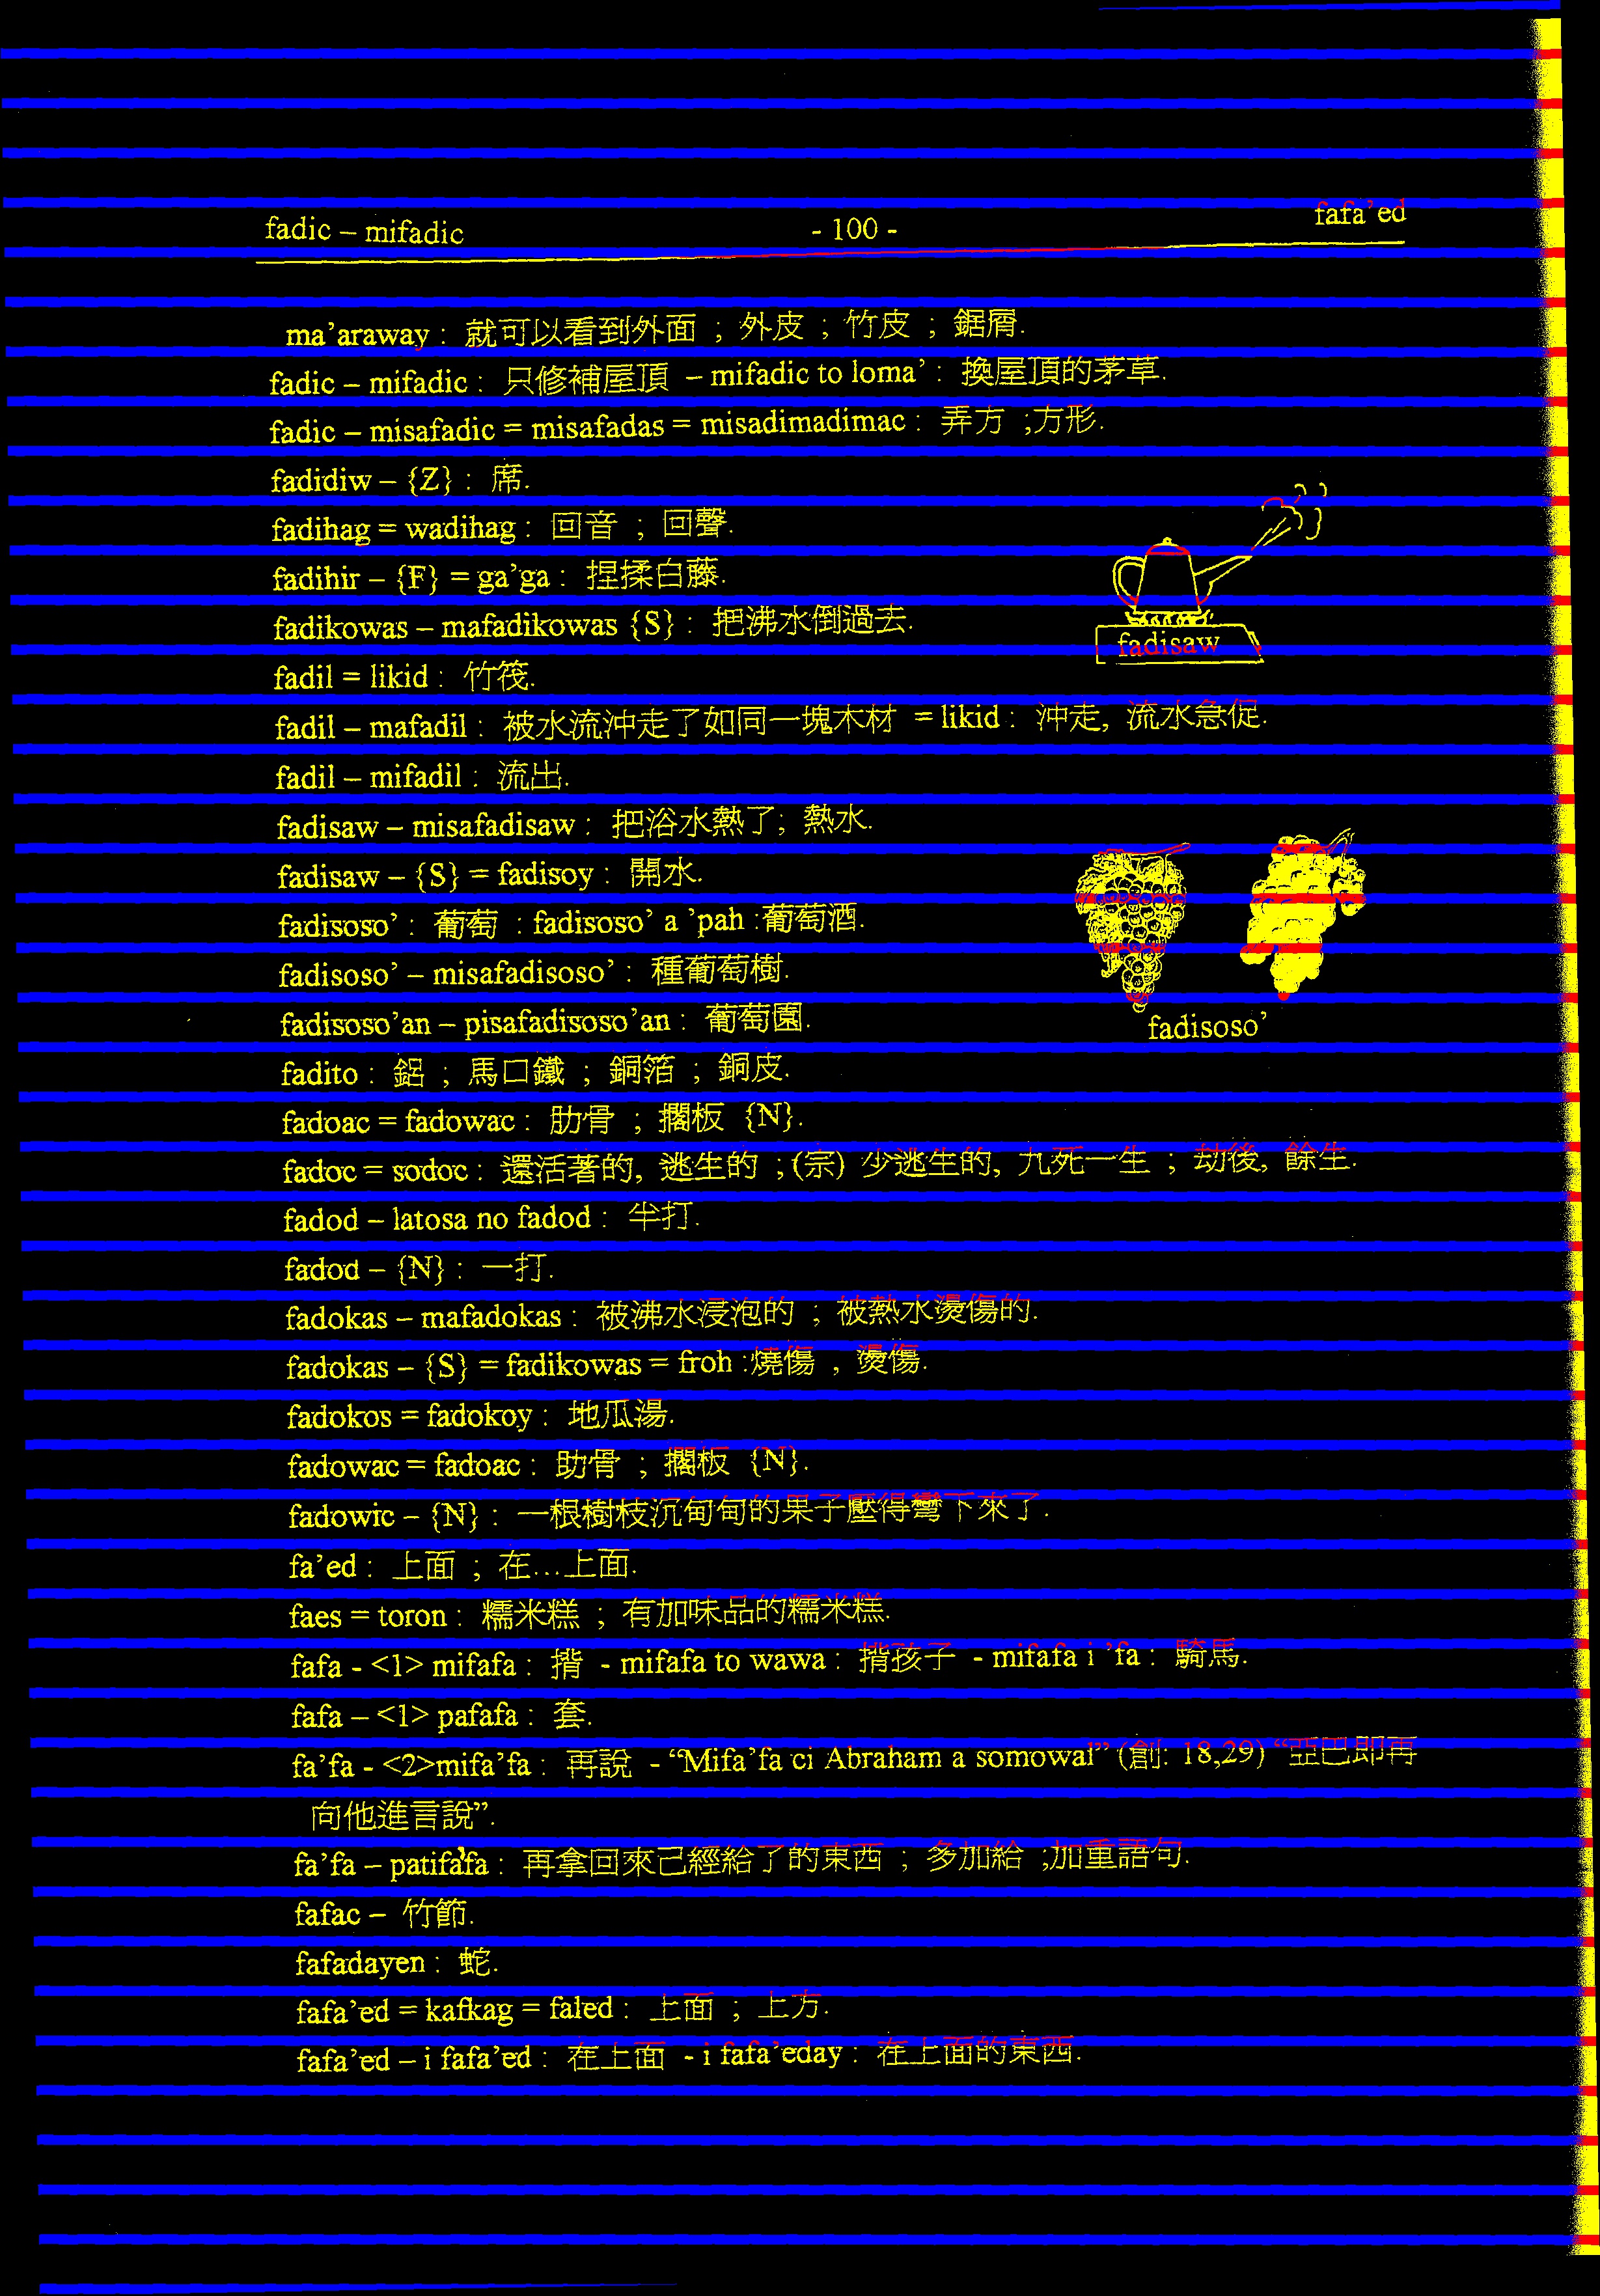 fadic – mifadic - 100 - fafa’ed
ma’araway : 就可以看到外面 ; 外皮 ; 竹皮 ; 鋸屑.
fadic – mifadic : 只修補屋頂 – mifadic to loma’ : 換屋頂的茅草.
fadic – misafadic = misafadas = misadimadimac : 弄方 ;方形.
fadidiw – {Z} : 席.
fadihag = wadihag : 回音 ; 回聲.
fadihir – {F} = ga’ga : 捏揉白藤.
fadikowas – mafadikowas {S} : 把沸水倒過去.
fadisaw
fadil = likid : 竹筏.
fadil – mafadil : 被水流沖走了如同一塊木材 = likid : 沖走, 流水急促.
fadil – mifadil : 流出.
fadisaw – misafadisaw : 把浴水熱了; 熱水.
fadisaw – {S} = fadisoy : 開水.
fadisoso’ : 葡萄 : fadisoso’ a ’pah :葡萄酒.
fadisoso’ – misafadisoso’ : 種葡萄樹.
fadisoso’an – pisafadisoso’an : 葡萄園.
fadisoso’
fadito : 鋁 ; 馬口鐵 ; 銅箔 ; 銅皮.
fadoac = fadowac : 肋骨 ; 擱板 {N}.
fadoc = sodoc : 還活著的, 逃生的 ; (宗) 少逃生的, 九死一生 ; 劫後, 餘生.
fadod – latosa no fadod : 半打.
fadod – {N} : 一打.
fadokas – mafadokas : 被沸水浸泡的 ; 被熱水燙傷的.
fadokas – {S} = fadikowas = froh :燒傷 , 燙傷.
fadokos = fadokoy : 地瓜湯.
fadowac = fadoac : 肋骨 ; 擱板 {N}.
fadowic – {N} : 一根樹枝沉甸甸的果子壓得彎下來了.
fa’ed : 上面 ; 在…上面.
faes = toron : 糯米糕 ; 有加味品的糯米糕.
fafa - <1> mifafa : 揹 - mifafa to wawa : 揹孩子 - mifafa i ’fa : 騎馬.
fafa – <1> pafafa : 套.
fa’fa - <2>mifa’fa : 再說 - “Mifa’fa ci Abraham a somowal” (創: 18,29) “亞巴即再
向他進言說”.
fa’fa – patifa’fa : 再拿回來己經給了的東西 ; 多加給 ;加重語句.
fafac – 竹節.
fafadayen : 蛇.
fafa’ed = kafkag = faled : 上面 ; 上方.
fafa’ed – i fafa’ed : 在上面 - i fafa’eday : 在上面的東西.